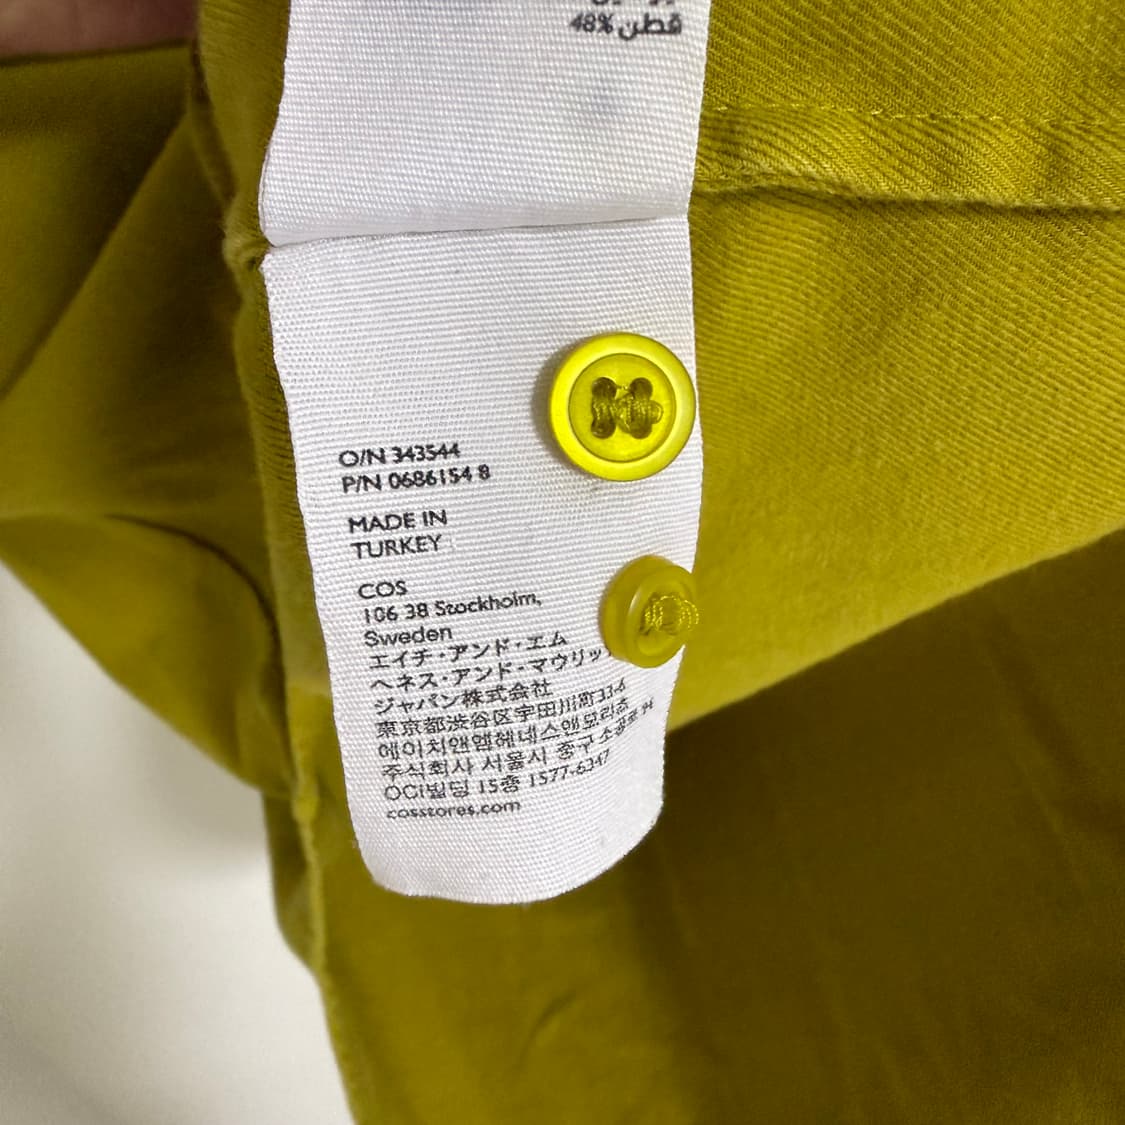 قطن 48%
O/N 343544
P/N 0686154 8
MADE IN
TURKEY
COS
106 38 Stockholm,
Sweden
エイチ・アンド・エム
ヘネス・アンド・マウリッ
ジャパン株式会社
東京都渋谷区宇田川町33-6
에이치앤엠헤네스앤모리츠
주식회사 서울시 중구 소공로
OCI빌딩 15층 1577-6347
cosstores.com